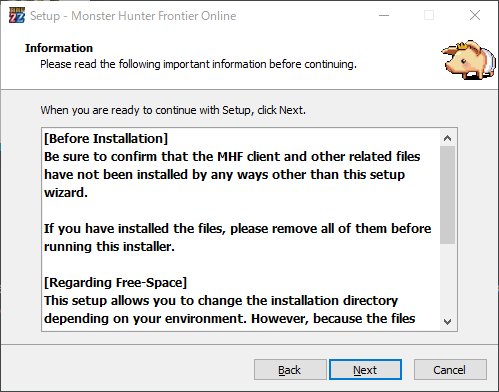 Setup - Monster Hunter Frontier Online
Information
Please read the following important information before continuing.
When you are ready to continue with Setup, click Next.
[Before Installation]
Be sure to confirm that the MHF client and other related files
have not been installed by any ways other than this setup
wizard.
If you have installed the files, please remove all of them before
running this installer.
[Regarding Free-Space]
This setup allows you to change the installation directory
depending on your environment. However, because the files
Back
Next
Cancel